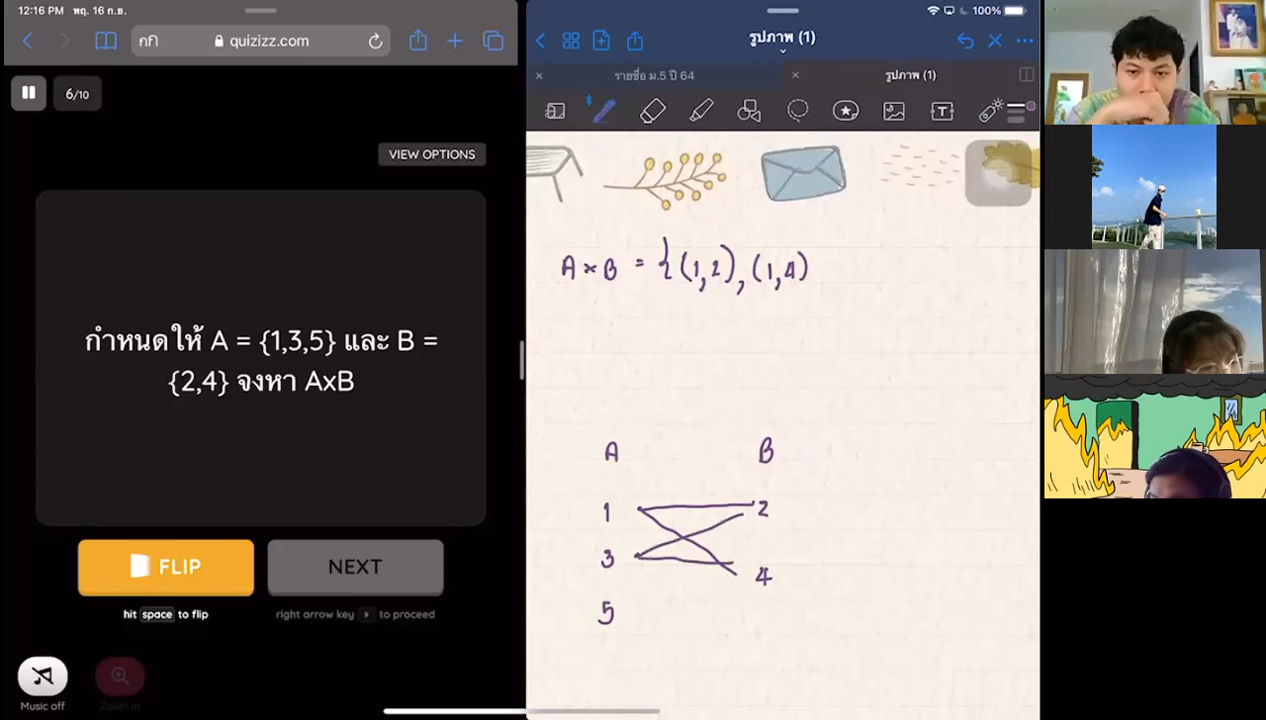 12:16 PM พฤ. 16 ก.ย.
100%
กก
quizizz.com
6/10
VIEW OPTIONS
กำหนดให้ A = {1,3,5} และ B =
{2,4} จงหา AxB
FLIP
NEXT
hit space to flip
right arrow key to proceed
Music off
Zoom in
รูปภาพ (1)
รายชื่อ ม.5 ปี 64
รูปภาพ (1)
A × B = {(1,2),(1,4)
A B
1 2
3 4
5